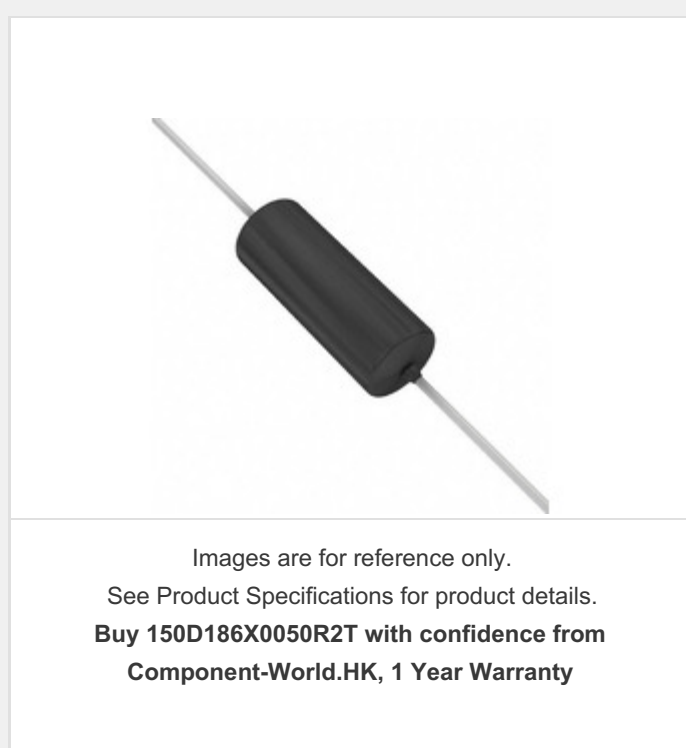 Images are for reference only.
See Product Specifications for product details.
Buy 150D186X0050R2T with confidence from
Component-World.HK, 1 Year Warranty